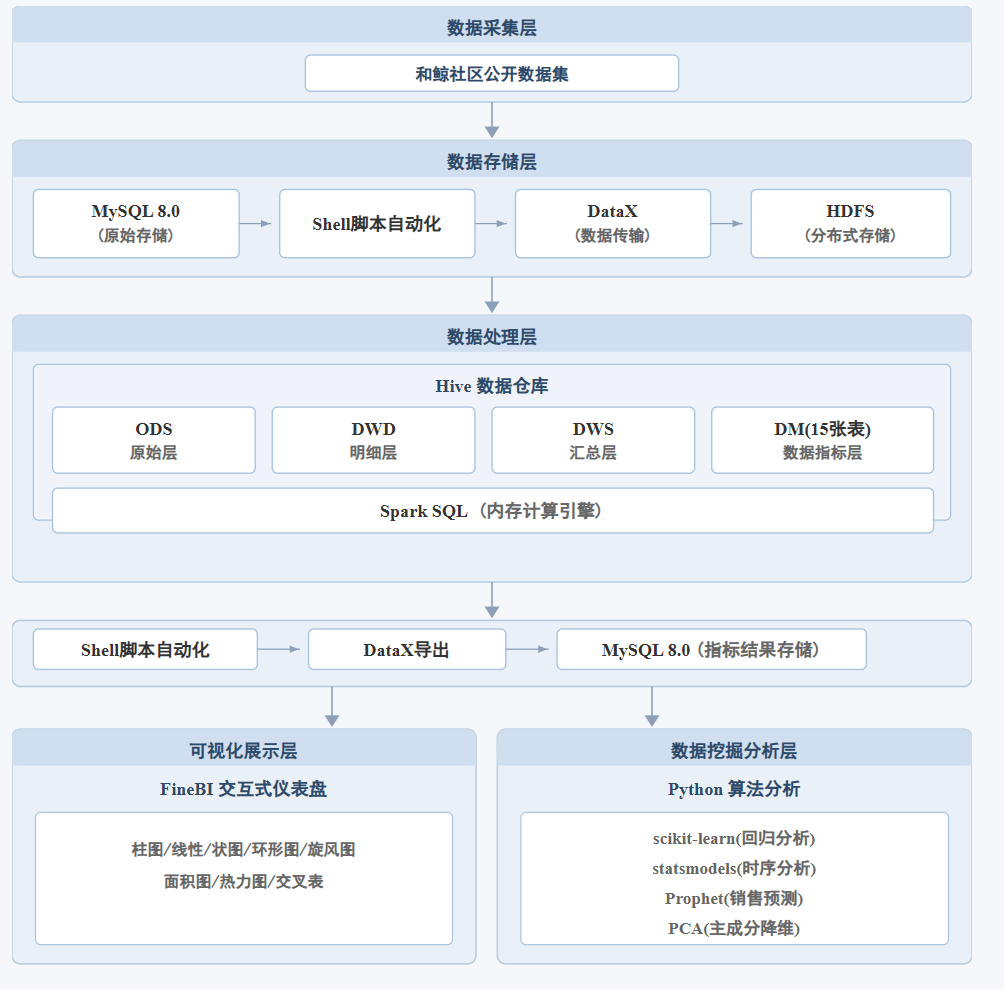 数据采集层
和鲸社区公开数据集
数据存储层
MySQL 8.0
（原始存储）
Shell脚本自动化
DataX
（数据传输）
HDFS
（分布式存储）
数据处理层
Hive 数据仓库
ODS
原始层
DWD
明细层
DWS
汇总层
DM(15张表)
数据指标层
Spark SQL（内存计算引擎）
Shell脚本自动化
DataX导出
MySQL 8.0（指标结果存储）
可视化展示层
FineBI 交互式仪表盘
柱图/线性/状图/环形图/旋风图
面积图/热力图/交叉表
数据挖掘分析层
Python 算法分析
scikit-learn(回归分析)
statsmodels(时序分析)
Prophet(销售预测)
PCA(主成分降维)